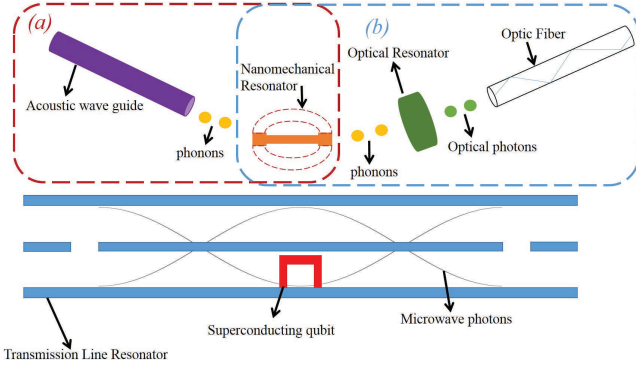 (a)
(b)
Optic Fiber
Optical Resonator
Nanomechanical
Resonator
Acoustic wave guide
phonons
phonons
Optical photons
Superconducting qubit
Microwave photons
Transmission Line Resonator